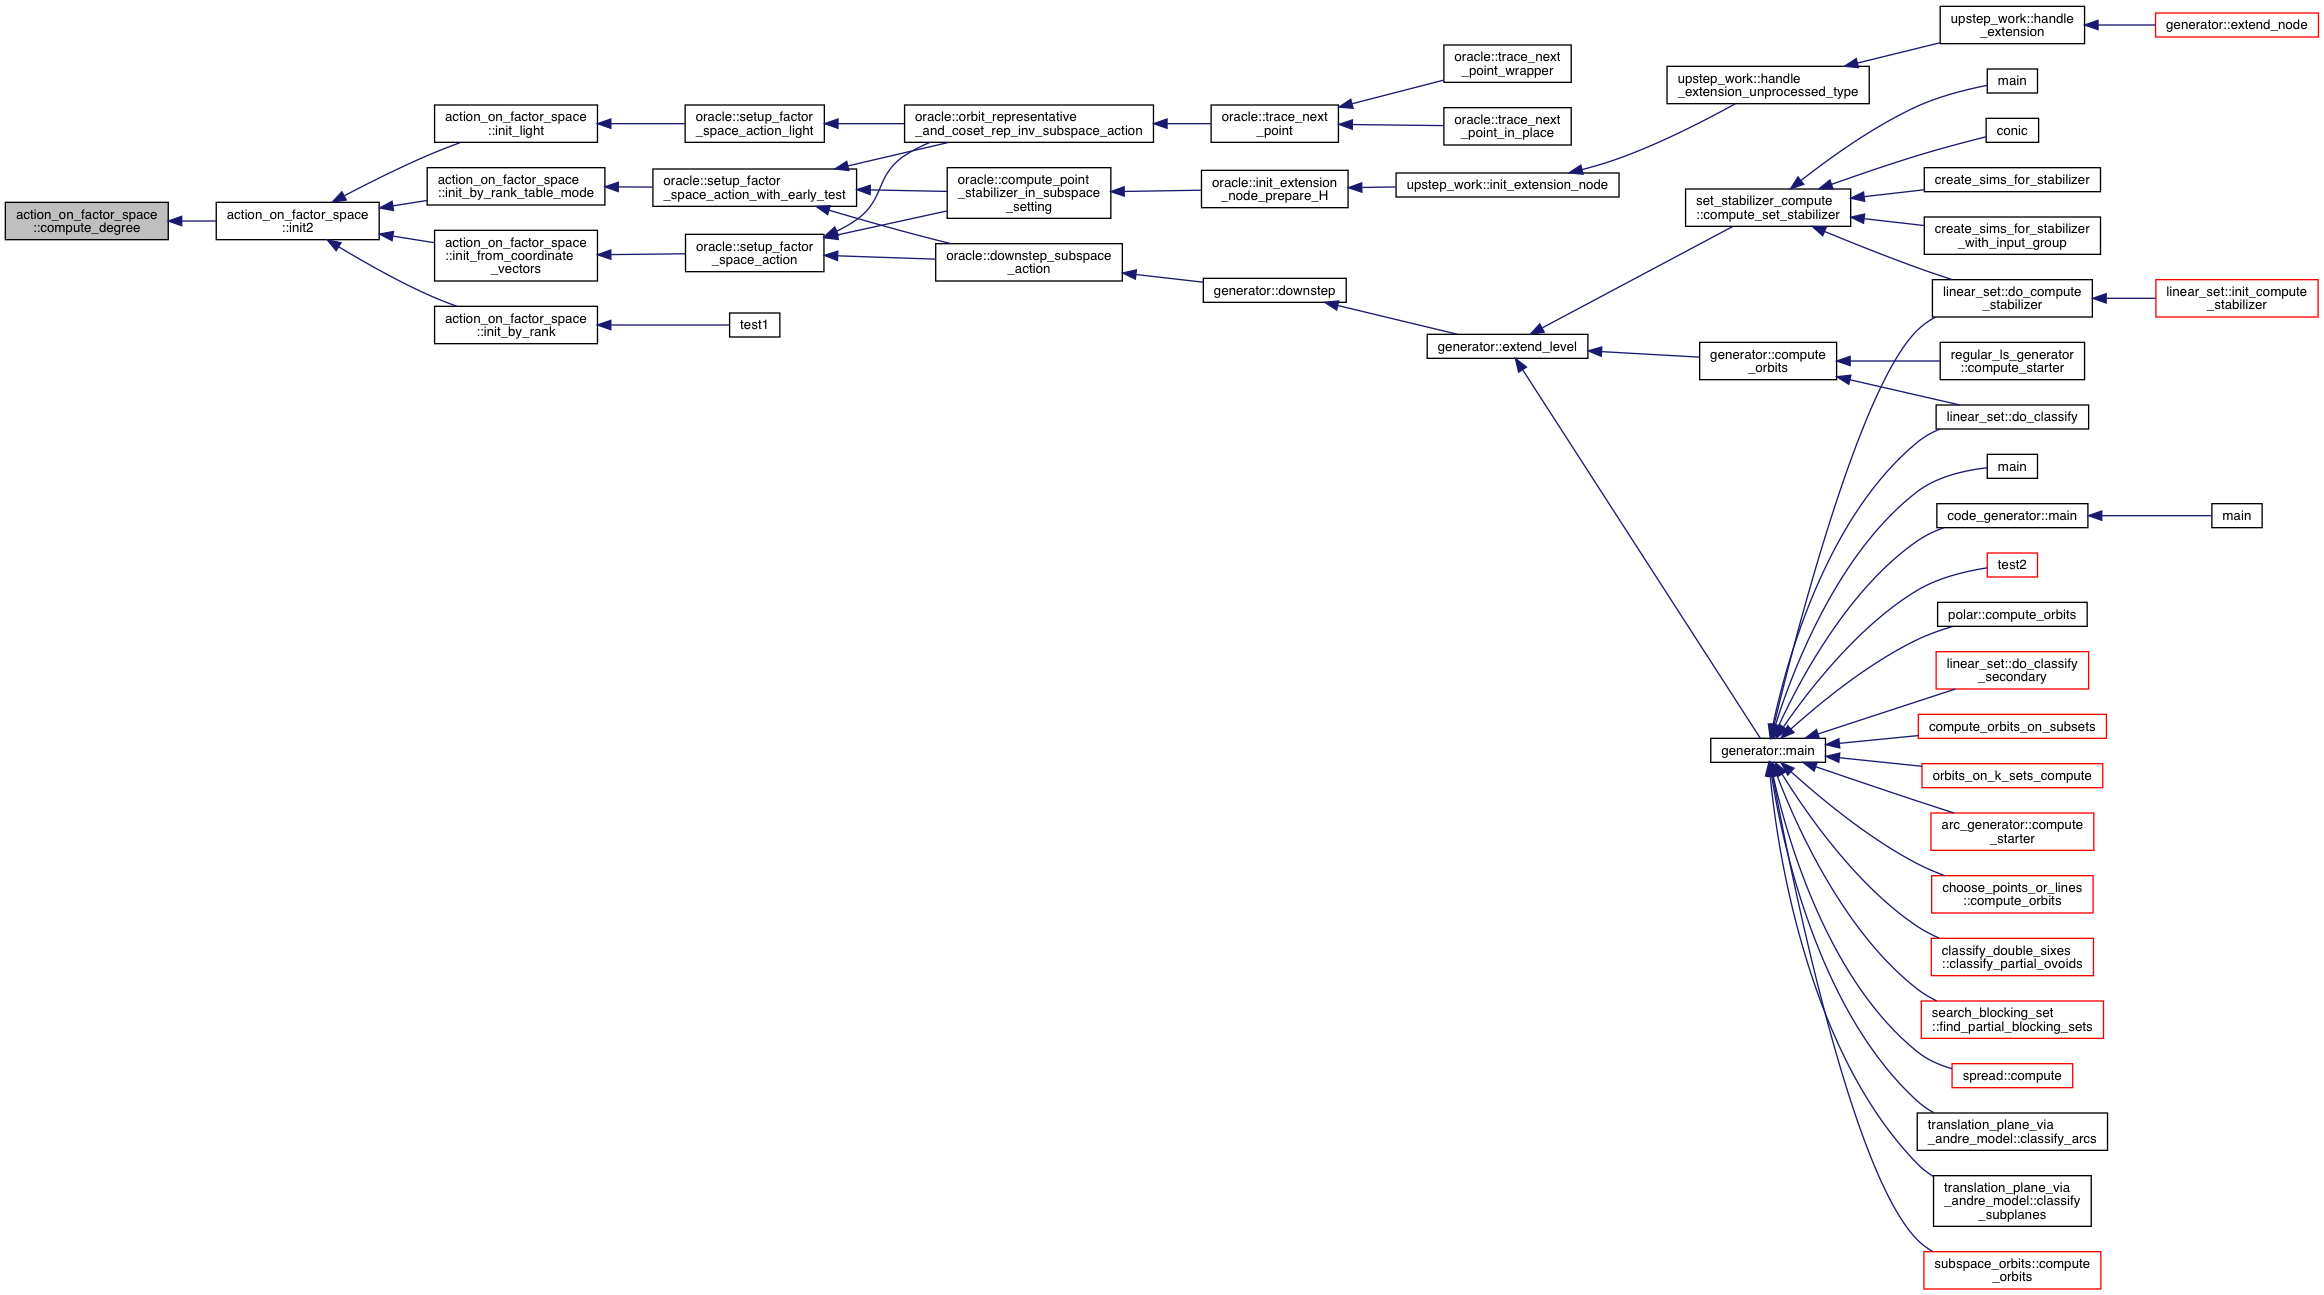 action_on_factor_space
::compute_degree
action_on_factor_space
::init2
action_on_factor_space
::init_light
action_on_factor_space
::init_by_rank_table_mode
action_on_factor_space
::init_from_coordinate
_vectors
action_on_factor_space
::init_by_rank
oracle::setup_factor
_space_action_light
oracle::setup_factor
_space_action_with_early_test
oracle::setup_factor
_space_action
test1
oracle::orbit_representative
_and_coset_rep_inv_subspace_action
oracle::compute_point
_stabilizer_in_subspace
_setting
oracle::downstep_subspace
_action
oracle::trace_next
_point
oracle::init_extension
_node_prepare_H
generator::downstep
oracle::trace_next
_point_wrapper
oracle::trace_next
_point_in_place
upstep_work::init_extension_node
generator::extend_level
upstep_work::handle
_extension_unprocessed_type
set_stabilizer_compute
::compute_set_stabilizer
generator::compute
_orbits
generator::main
upstep_work::handle
_extension
main
conic
create_sims_for_stabilizer
create_sims_for_stabilizer
_with_input_group
linear_set::do_compute
_stabilizer
regular_ls_generator
::compute_starter
linear_set::do_classify
main
code_generator::main
test2
polar::compute_orbits
linear_set::do_classify
_secondary
compute_orbits_on_subsets
orbits_on_k_sets_compute
arc_generator::compute
_starter
choose_points_or_lines
::compute_orbits
classify_double_sixes
::classify_partial_ovoids
search_blocking_set
::find_partial_blocking_sets
spread::compute
translation_plane_via
_andre_model::classify_arcs
translation_plane_via
_andre_model::classify
_subplanes
subspace_orbits::compute
_orbits
generator::extend_node
linear_set::init_compute
_stabilizer
main